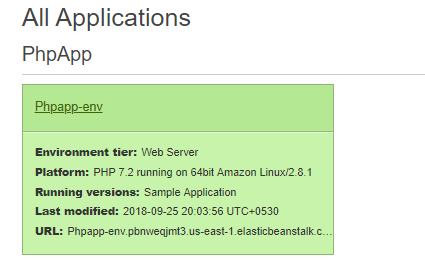 All Applications
PhpApp
Phpapp-env
Environment tier: Web Server
Platform: PHP 7.2 running on 64bit Amazon Linux/2.8.1
Running versions: Sample Application
Last modified: 2018-09-25 20:03:56 UTC+0530
URL: Phpapp-env.pbnweqjmt3.us-east-1.elasticbeanstalk.c...